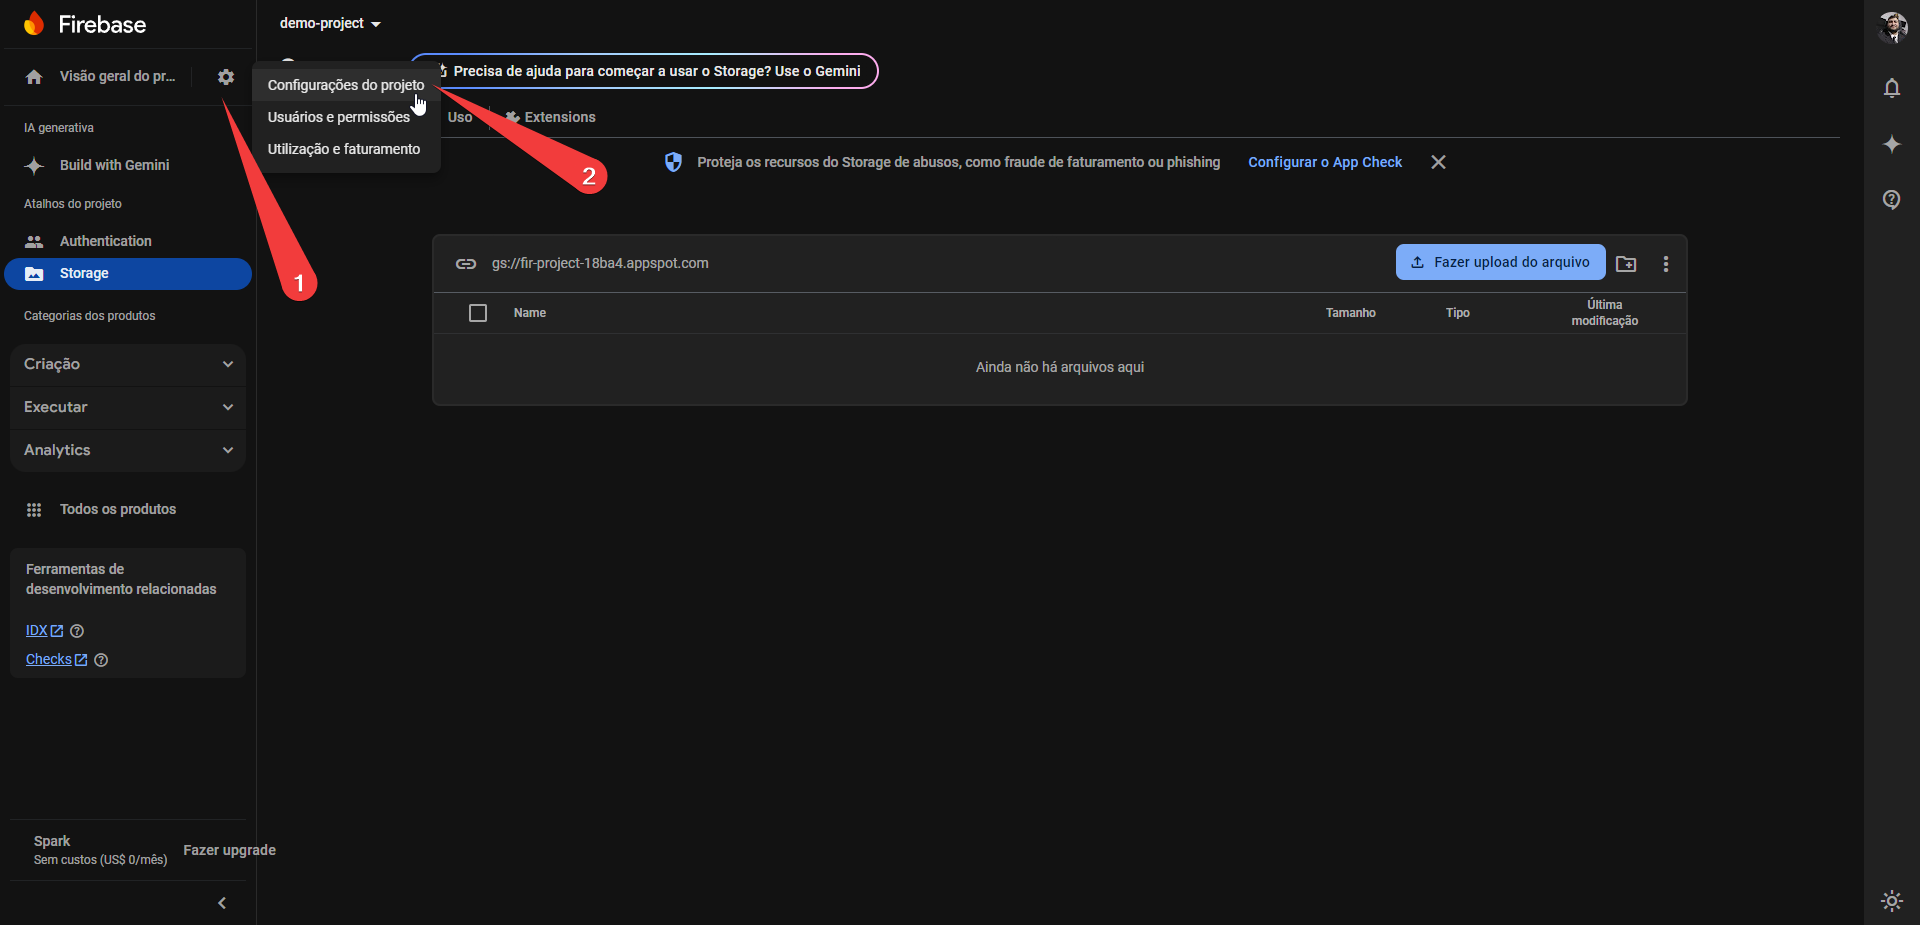 Firebase
demo-project
Visão geral do pr...
Configurações do projeto
Usuários e permissões
Utilização e faturamento
Precisa de ajuda para começar a usar o Storage? Use o Gemini
Uso
Extensions
IA generativa
Build with Gemini
Atalhos do projeto
Authentication
Storage
Categorias dos produtos
Criação
Executar
Analytics
Todos os produtos
Ferramentas de
desenvolvimento relacionadas
IDX
Checks
Spark
Sem custos (US$ 0/mês)
Fazer upgrade
1
2
Proteja os recursos do Storage de abusos, como fraude de faturamento ou phishing
Configurar o App Check
gs://fir-project-18ba4.appspot.com
Fazer upload do arquivo
Name
Tamanho
Tipo
Última
modificação
Ainda não há arquivos aqui